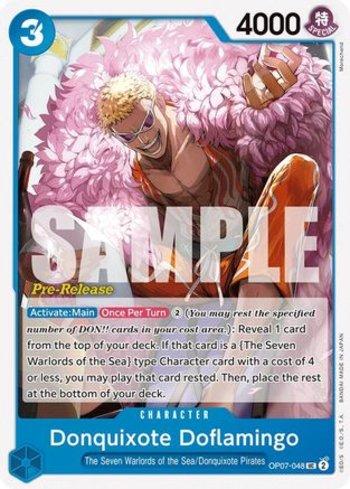 3
4000
特
SPECIAL
Morechand
SAMPLE
Pre-Release
Activate:Main Once Per Turn ② (You may rest the specified
number of DON!! cards in your cost area.): Reveal 1 card
from the top of your deck. If that card is a {The Seven
Warlords of the Sea} type Character card with a cost of 4
or less, you may play that card rested. Then, place the rest
at the bottom of your deck.
CHARACTER
Donquixote Doflamingo
The Seven Warlords of the Sea/Donquixote Pirates
OP07-048 UC 2
©E.O./S. ©E.O./S., T.A. BANDAI MADE IN JAPAN